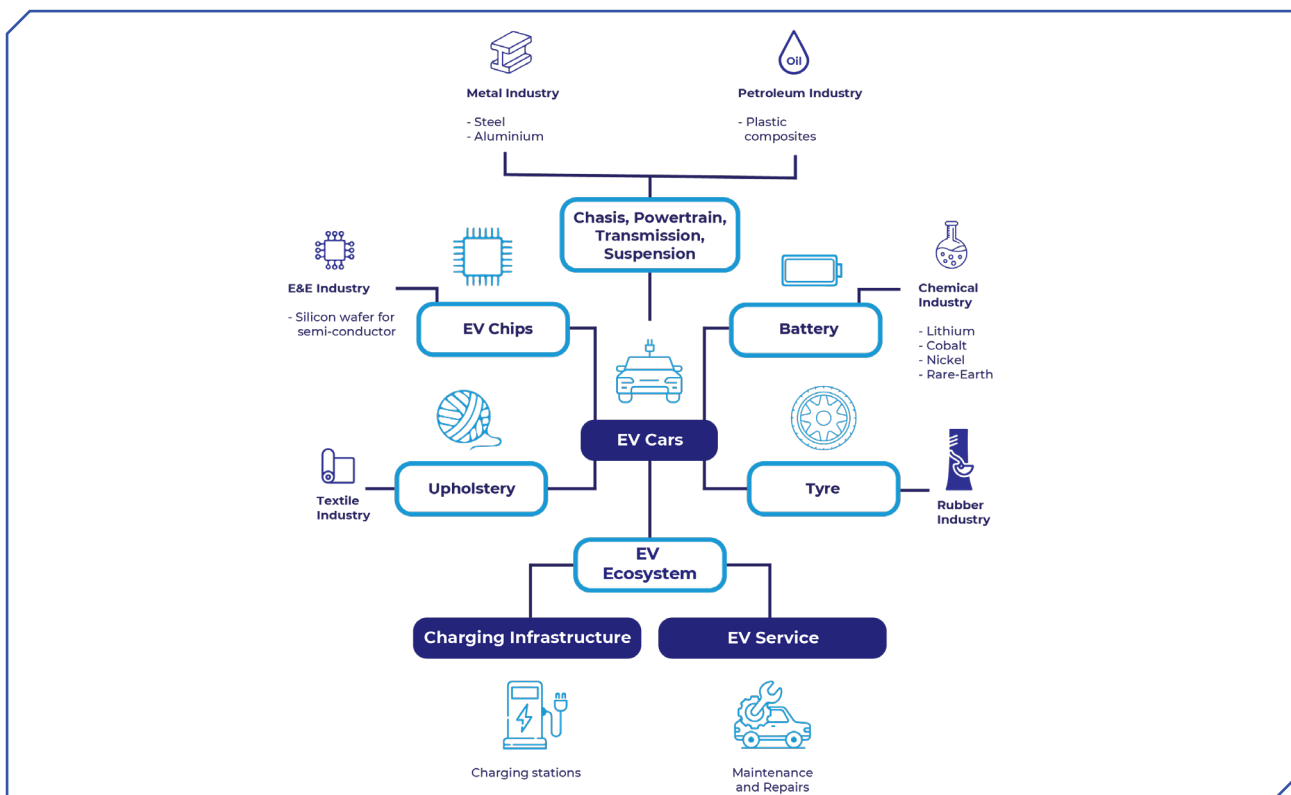 Oil
Metal Industry
- Steel
- Aluminium
Petroleum Industry
- Plastic
composites
Chasis, Powertrain,
Transmission,
Suspension
E&E Industry
- Silicon wafer for
semi-conductor
EV Chips
Battery
Chemical
Industry
- Lithium
- Cobalt
- Nickel
- Rare-Earth
EV Cars
Textile
Industry
Upholstery
Tyre
Rubber
Industry
EV
Ecosystem
Charging Infrastructure
EV Service
Charging stations
Maintenance
and Repairs